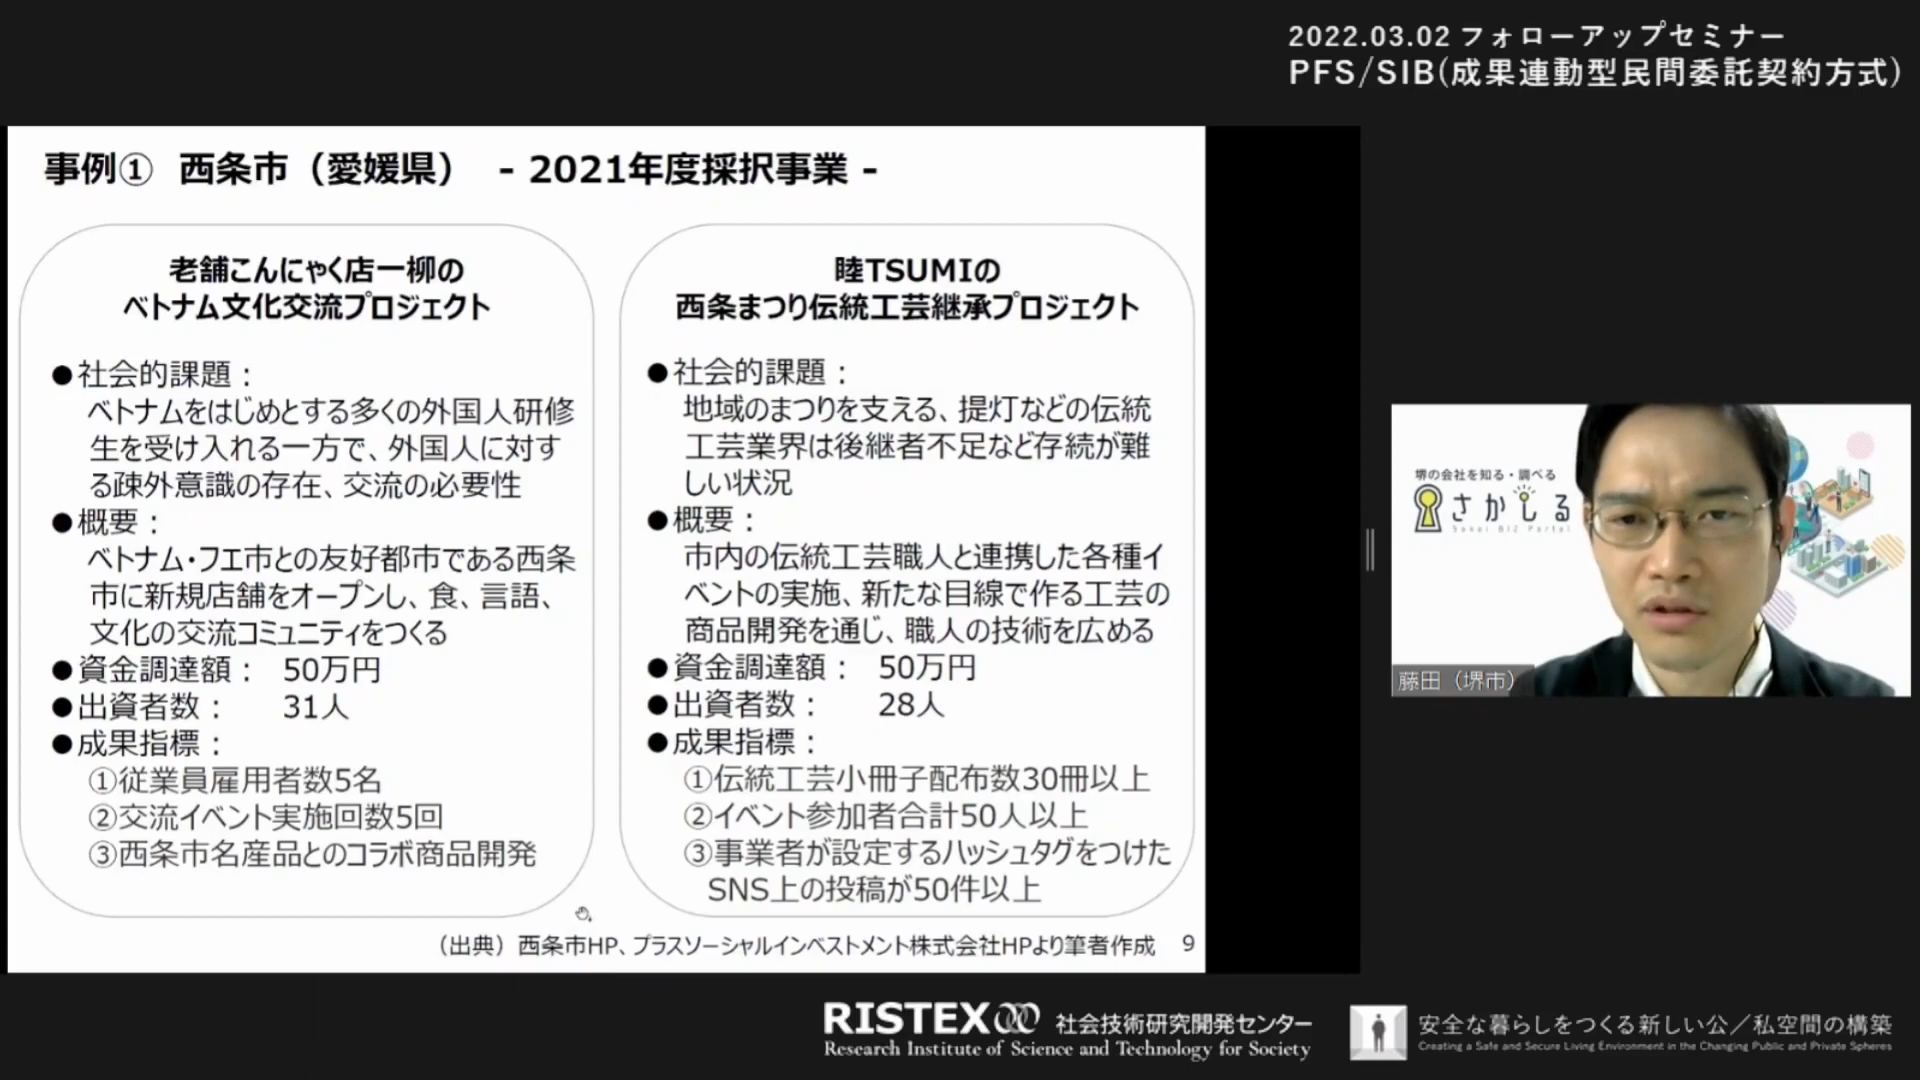 2022.03.02 フォローアップセミナー
PFS/SIB(成果連動型民間委託契約方式)
事例① 西条市（愛媛県） - 2021年度採択事業 -
老舗こんにゃく店一柳の
ベトナム文化交流プロジェクト
●社会的課題：
ベトナムをはじめとする多くの外国人研修
生を受け入れる一方で、外国人に対す
る疎外意識の存在、交流の必要性
●概要：
ベトナム・フエ市との友好都市である西条
市に新規店舗をオープンし、食、言語、
文化の交流コミュニティをつくる
●資金調達額： 50万円
●出資者数： 31人
●成果指標：
①従業員雇用者数5名
②交流イベント実施回数5回
③西条市名産品とのコラボ商品開発
睦TSUMIの
西条まつり伝統工芸継承プロジェクト
●社会的課題：
地域のまつりを支える、提灯などの伝統
工芸業界は後継者不足など存続が難
しい状況
●概要：
市内の伝統工芸職人と連携した各種イ
ベントの実施、新たな目線で作る工芸の
商品開発を通じ、職人の技術を広める
●資金調達額： 50万円
●出資者数： 28人
●成果指標：
①伝統工芸小冊子配布数30冊以上
②イベント参加者合計50人以上
③事業者が設定するハッシュタグをつけた
SNS上の投稿が50件以上
（出典）西条市HP、プラスソーシャルインベストメント株式会社HPより筆者作成 9
堺の会社を知る・調べる
さかしる
Sakai BIZ Portal
藤田（堺市）
RISTEX 社会技術研究開発センター
Research Institute of Science and Technology for Society
安全な暮らしをつくる新しい公／私空間の構築
Creating a Safe and Secure Living Environment in the Changing Public and Private Spheres